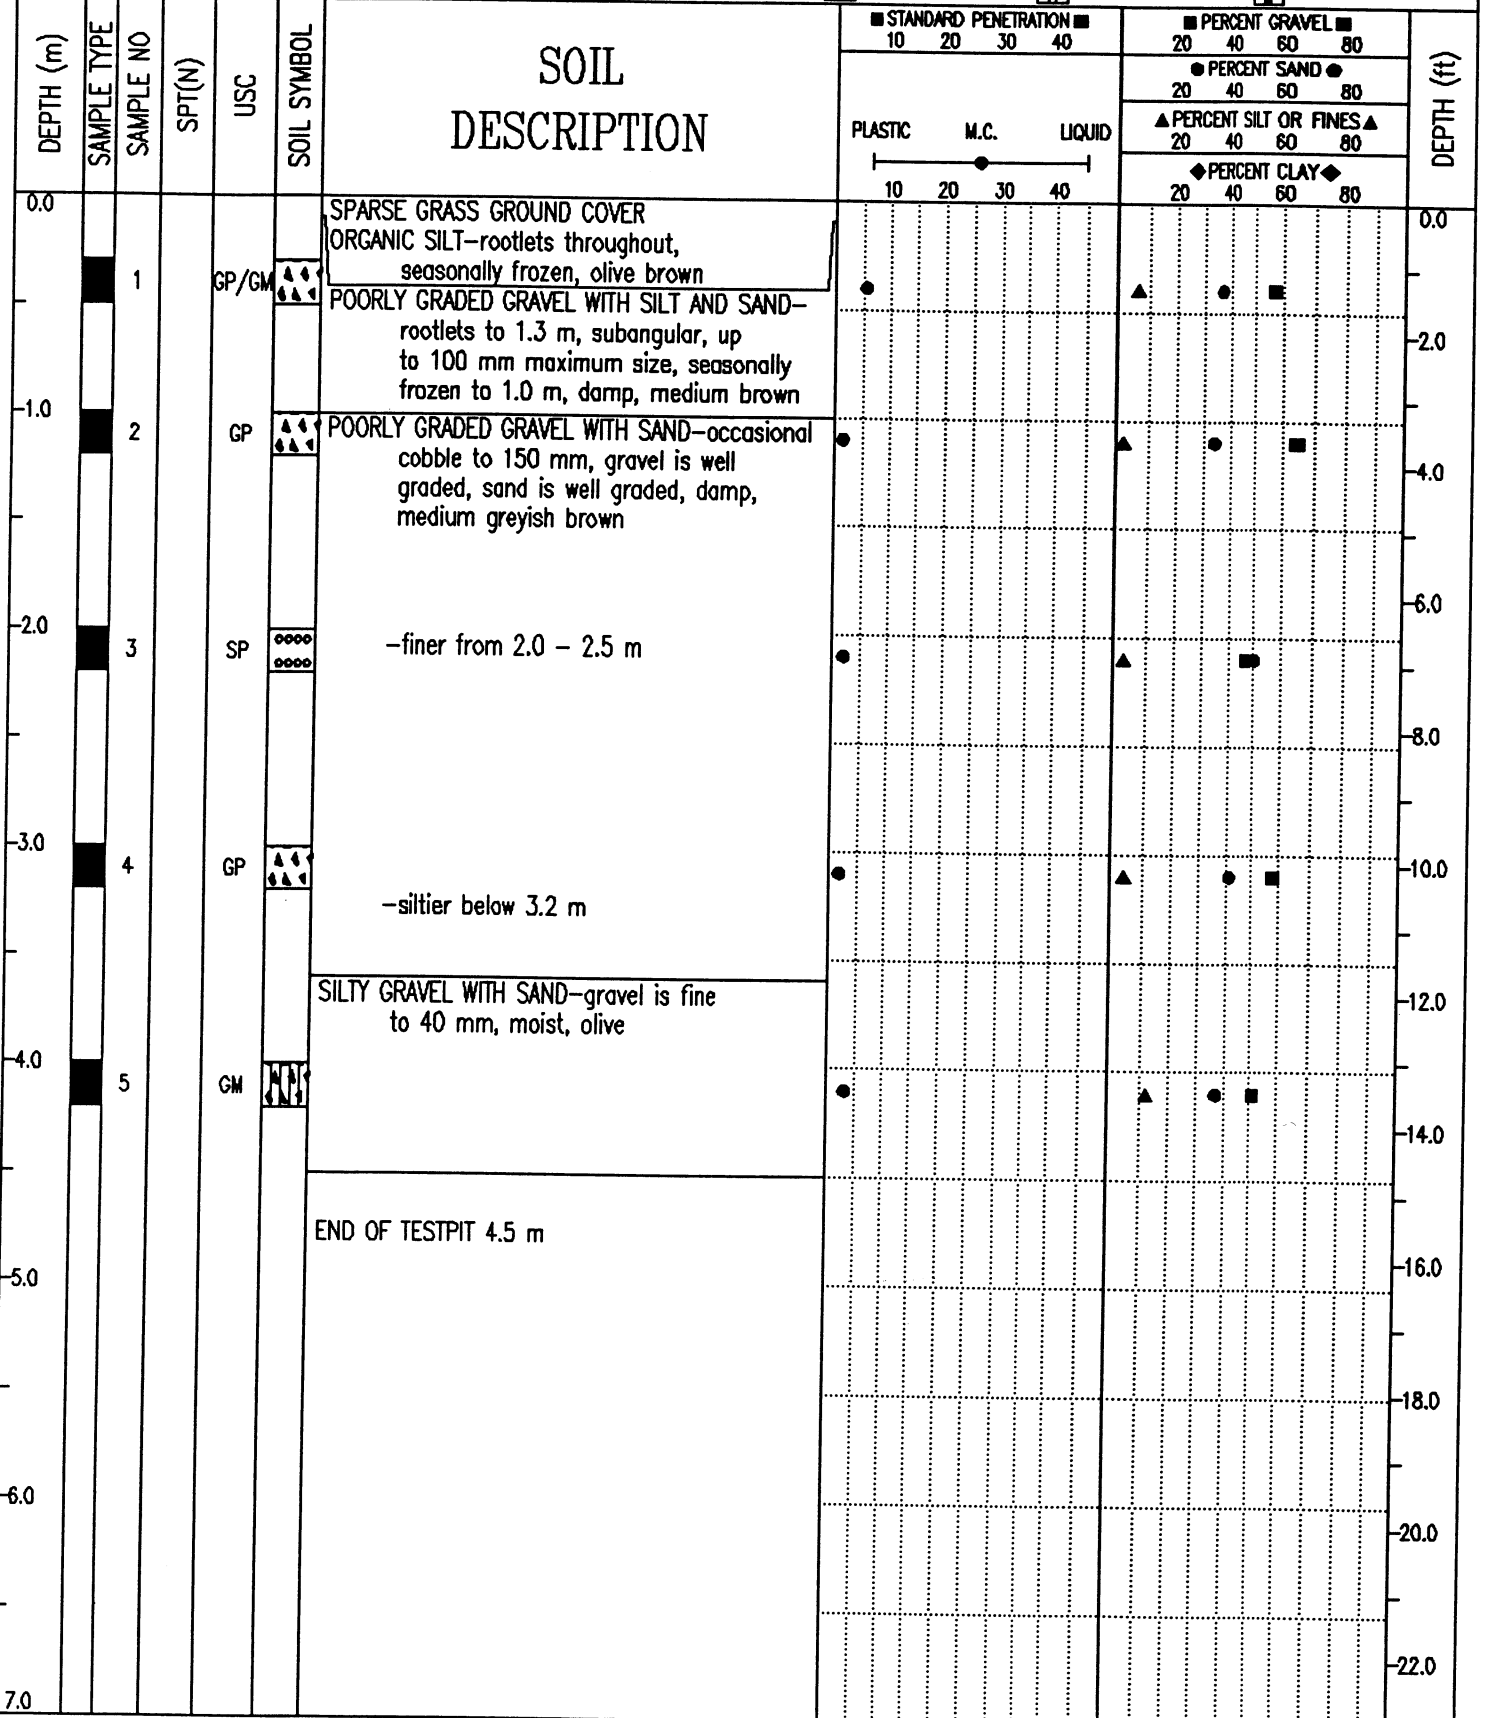 DEPTH (m)
SAMPLE TYPE
SAMPLE NO
SPT(N)
USC
SOIL SYMBOL
SOIL
DESCRIPTION
STANDARD PENETRATION
10 20 30 40
PLASTIC M.C. LIQUID
10 20 30 40
PERCENT GRAVEL
20 40 60 80
PERCENT SAND
20 40 60 80
PERCENT SILT OR FINES
20 40 60 80
PERCENT CLAY
20 40 60 80
DEPTH (ft)
0.0
SPARSE GRASS GROUND COVER
0.0
ORGANIC SILT-rootlets throughout,
seasonally frozen, olive brown
1 GP/GM
POORLY GRADED GRAVEL WITH SILT AND SAND-
rootlets to 1.3 m, subangular, up
2.0
to 100 mm maximum size, seasonally
frozen to 1.0 m, damp, medium brown
1.0
2 GP POORLY GRADED GRAVEL WITH SAND-occasional
cobble to 150 mm, gravel is well
4.0
graded, sand is well graded, damp,
medium greyish brown
6.0
2.0
3 SP -finer from 2.0 - 2.5 m
8.0
3.0
4 GP
10.0
-siltier below 3.2 m
SILTY GRAVEL WITH SAND-gravel is fine
12.0
to 40 mm, moist, olive
4.0
5 GM
14.0
END OF TESTPIT 4.5 m
5.0
16.0
18.0
6.0
20.0
22.0
7.0